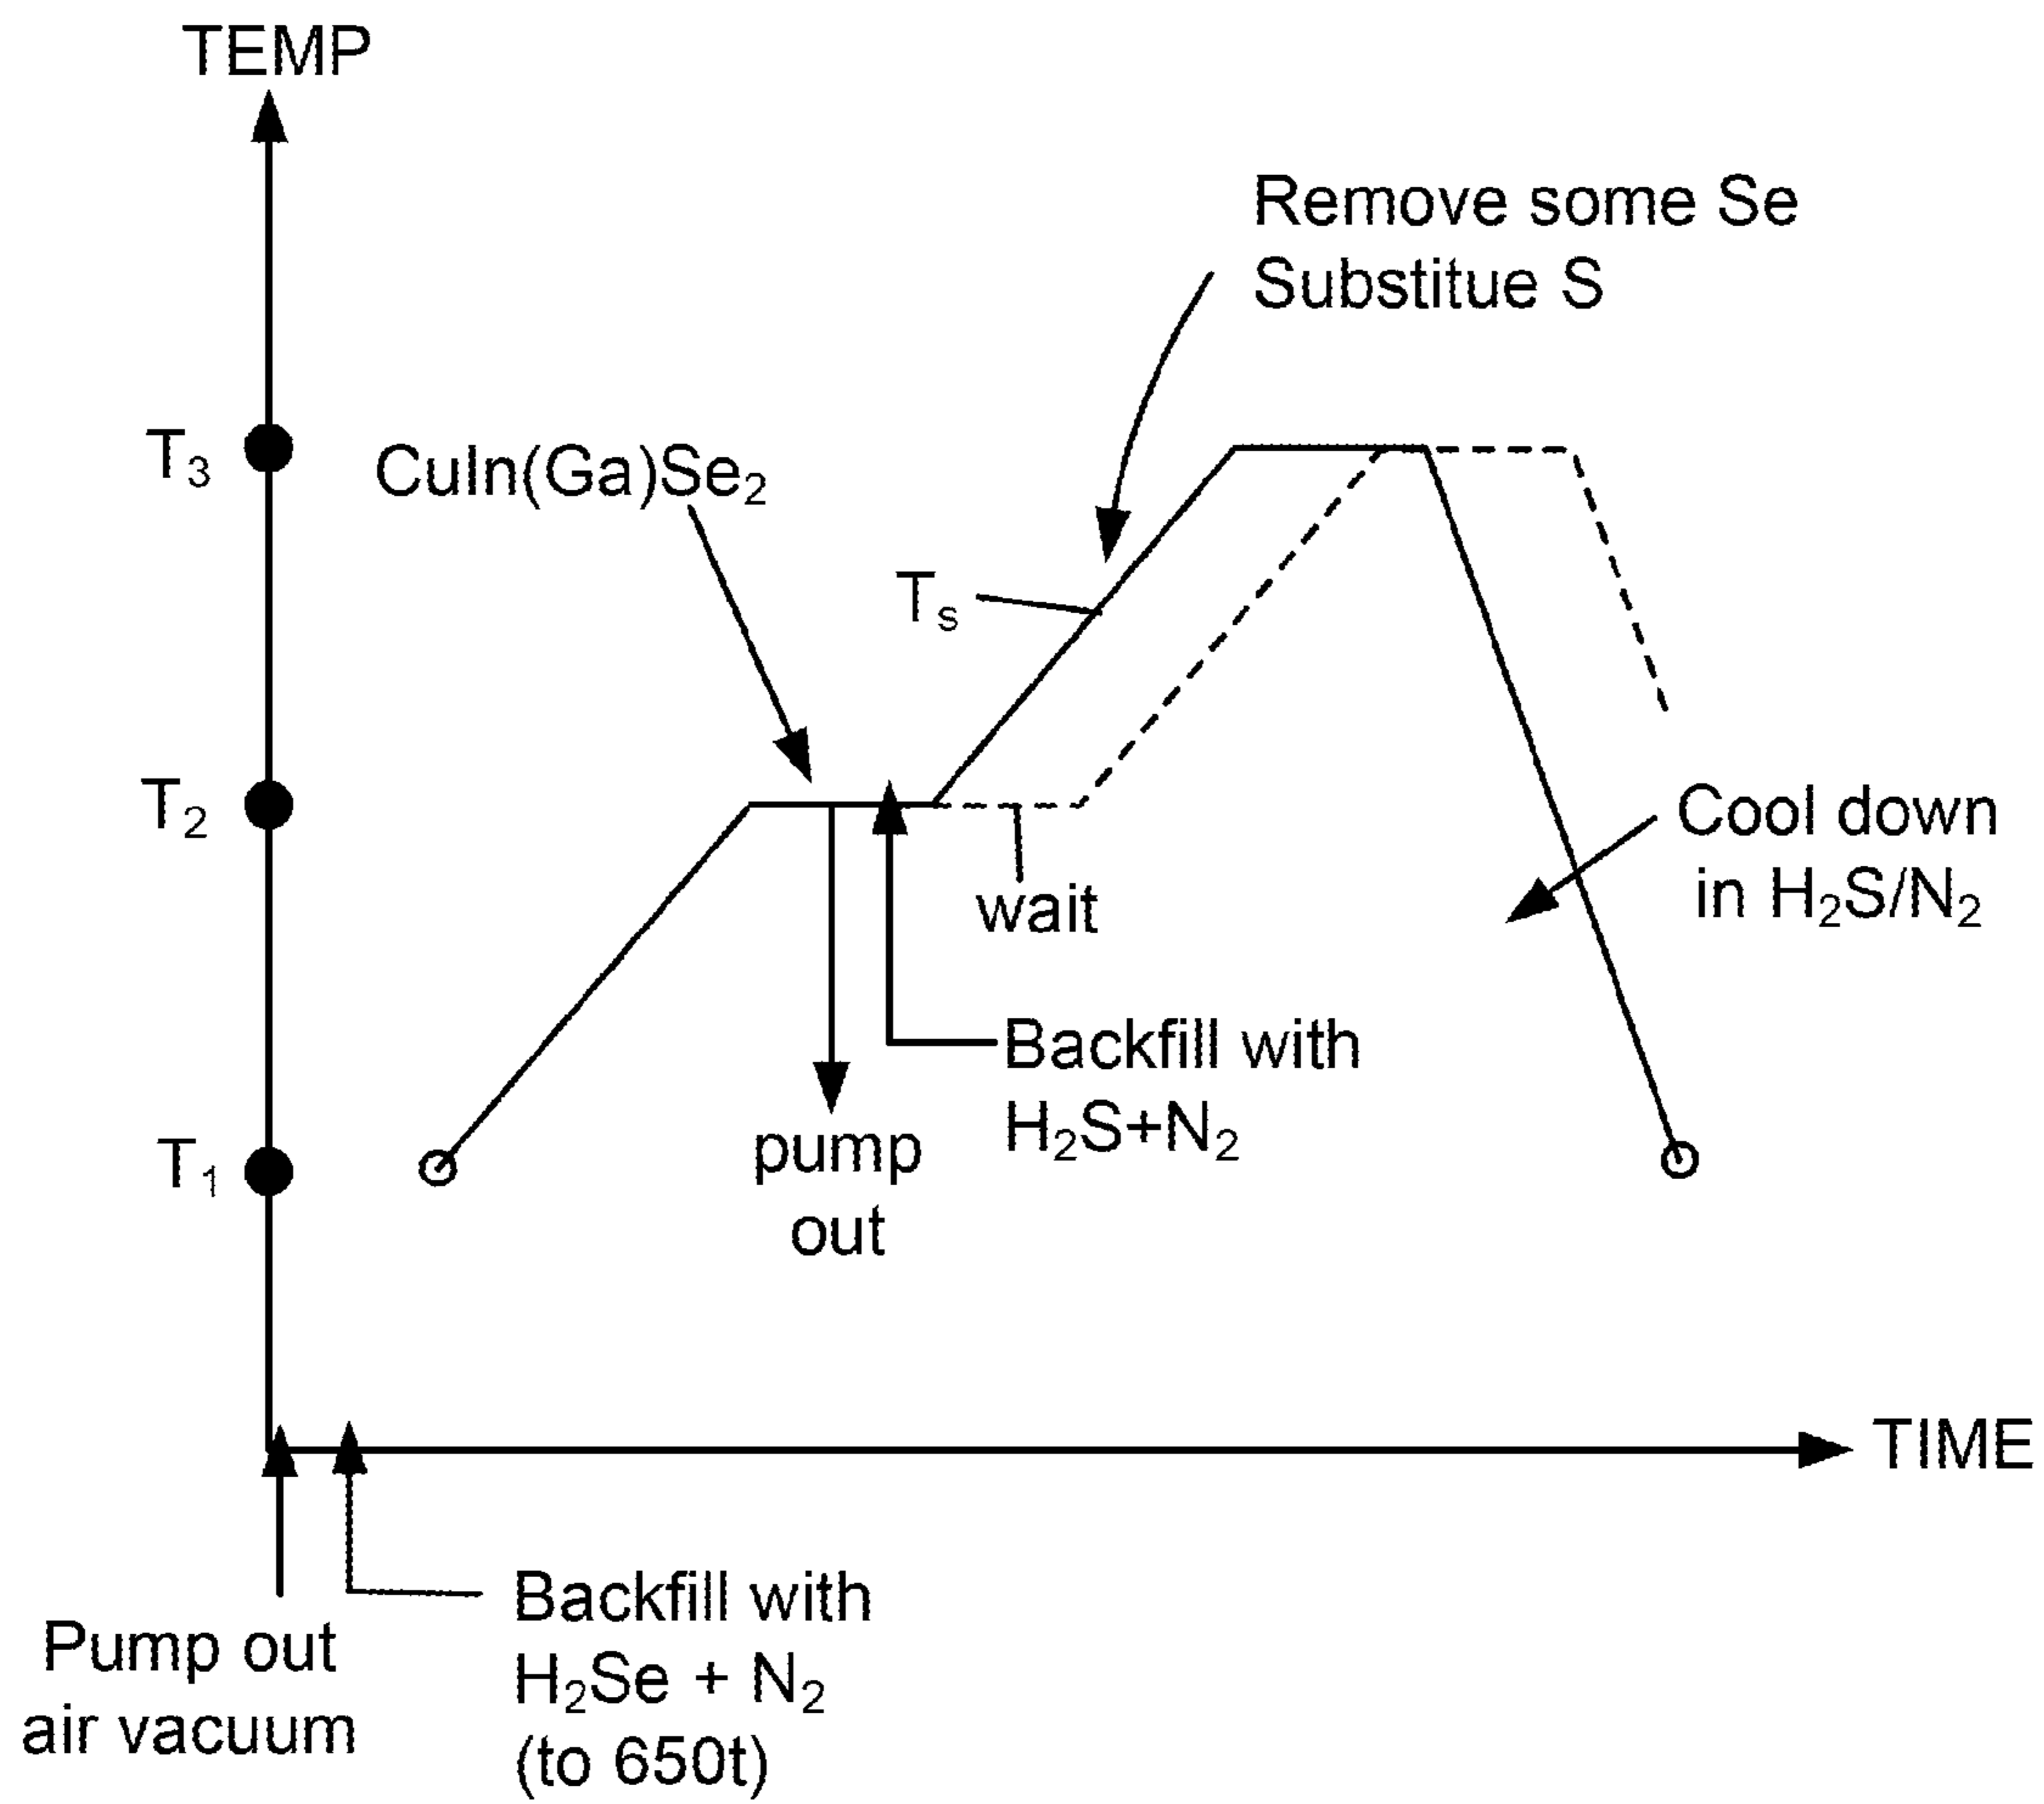 TEMP
Remove some Se
Substitue S
T3
CuIn(Ga)Se2
Ts
T2
wait
Cool down
in H2S/N2
Backfill with
H2S+N2
T1
pump
out
TIME
Backfill with
H2Se + N2
(to 650t)
Pump out
air vacuum